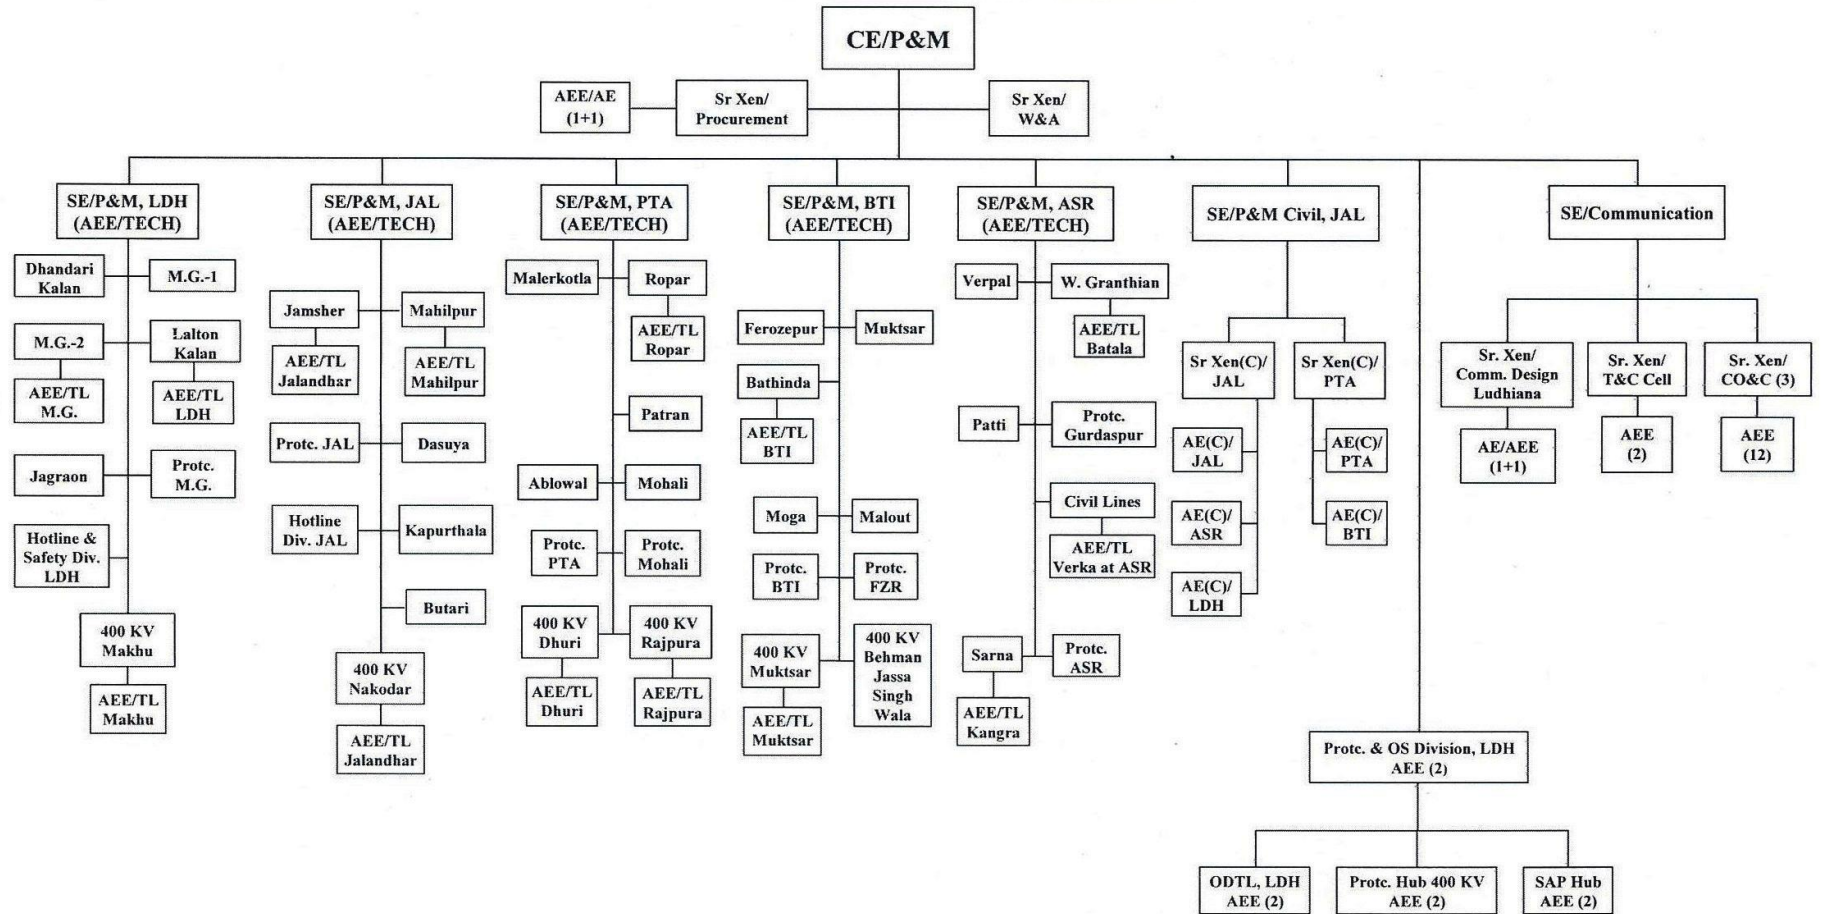 CE/P&M
AEE/AE
(1+1)
Sr Xen/
Procurement
Sr Xen/
W&A
SE/P&M, LDH
(AEE/TECH)
Dhandari
Kalan
M.G.-1
M.G.-2
Lalton
Kalan
AEE/TL
M.G.
AEE/TL
LDH
Jagraon
Protc.
M.G.
Hotline &
Safety Div.
LDH
400 KV
Makhu
AEE/TL
Makhu
SE/P&M, JAL
(AEE/TECH)
Jamsher
Mahilpur
AEE/TL
Jalandhar
AEE/TL
Mahilpur
Protc. JAL
Dasuya
Hotline
Div. JAL
Kapurthala
Butari
400 KV
Nakodar
AEE/TL
Jalandhar
SE/P&M, PTA
(AEE/TECH)
Malerkotla
Ropar
AEE/TL
Ropar
Patran
Ablowal
Mohali
Protc.
PTA
Protc.
Mohali
400 KV
Dhuri
400 KV
Rajpura
AEE/TL
Dhuri
AEE/TL
Rajpura
SE/P&M, BTI
(AEE/TECH)
Ferozepur
Muktsar
Bathinda
AEE/TL
BTI
Moga
Malout
Protc.
BTI
Protc.
FZR
400 KV
Muktsar
400 KV
Behman
Jassa
Singh
Wala
AEE/TL
Muktsar
SE/P&M, ASR
(AEE/TECH)
Verpal
W. Granthian
AEE/TL
Batala
Patti
Protc.
Gurdaspur
Civil Lines
AEE/TL
Verka at ASR
Sarna
Protc.
ASR
AEE/TL
Kangra
SE/P&M Civil, JAL
Sr Xen(C)/
JAL
Sr Xen(C)/
PTA
AE(C)/
JAL
AE(C)/
PTA
AE(C)/
ASR
AE(C)/
BTI
AE(C)/
LDH
SE/Communication
Sr. Xen/
Comm. Design
Ludhiana
Sr. Xen/
T&C Cell
Sr. Xen/
CO&C (3)
AE/AEE
(1+1)
AEE
(2)
AEE
(12)
Protc. & OS Division, LDH
AEE (2)
ODTL, LDH
AEE (2)
Protc. Hub 400 KV
AEE (2)
SAP Hub
AEE (2)